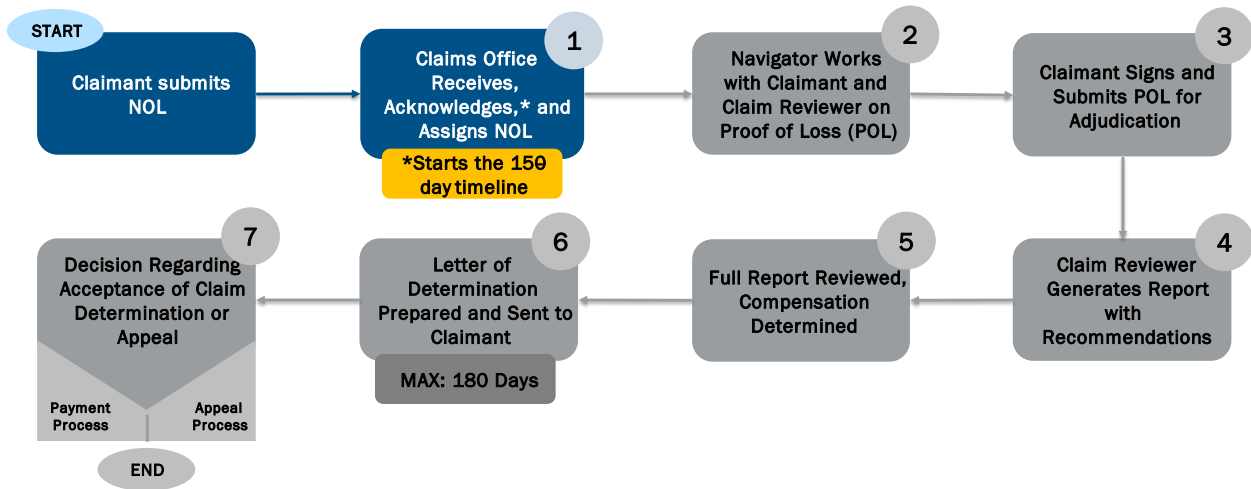 START
Claimant submits
NOL
1
Claims Office
Receives,
Acknowledges,* and
Assigns NOL
*Starts the 150
day timeline
2
Navigator Works
with Claimant and
Claim Reviewer on
Proof of Loss (POL)
3
Claimant Signs and
Submits POL for
Adjudication
4
Claim Reviewer
Generates Report
with
Recommendations
5
Full Report Reviewed,
Compensation
Determined
6
Letter of
Determination
Prepared and Sent to
Claimant
MAX: 180 Days
7
Decision Regarding
Acceptance of Claim
Determination or
Appeal
Payment
Process
Appeal
Process
END